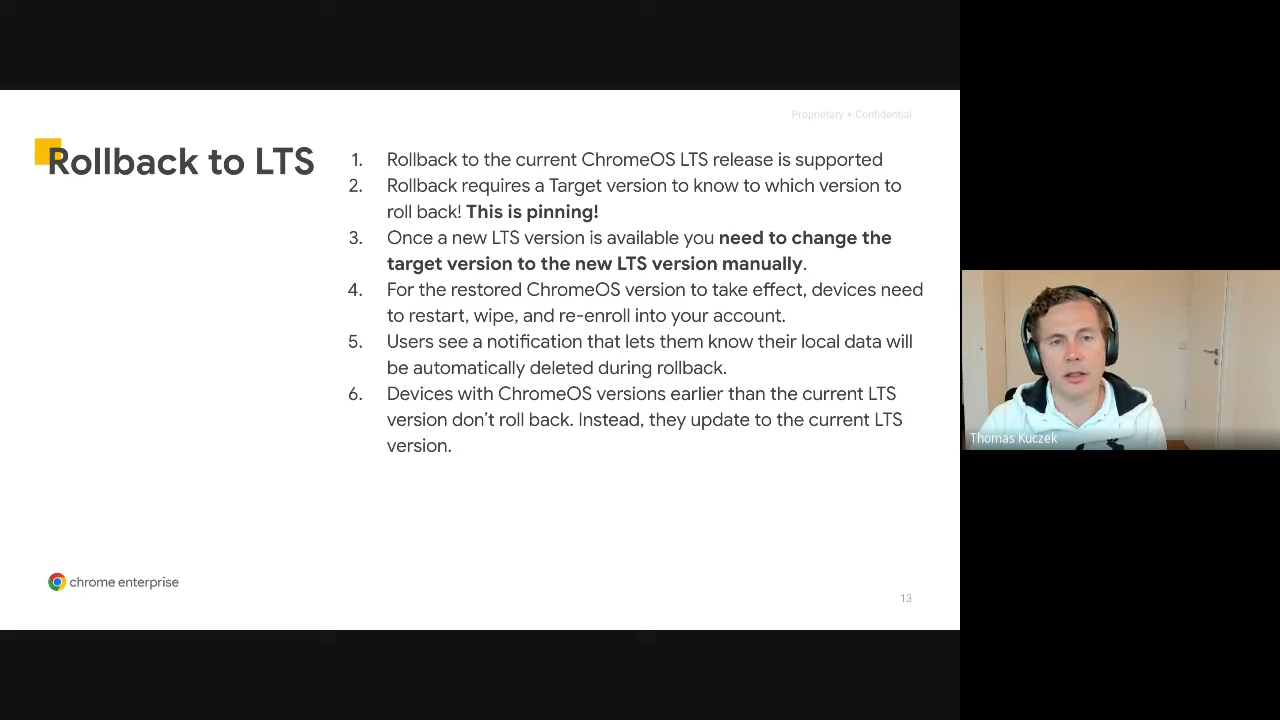 Proprietary + Confidential
Rollback to LTS
1. Rollback to the current ChromeOS LTS release is supported
2. Rollback requires a Target version to know to which version to
roll back! This is pinning!
3. Once a new LTS version is available you need to change the
target version to the new LTS version manually.
4. For the restored ChromeOS version to take effect, devices need
to restart, wipe, and re-enroll into your account.
5. Users see a notification that lets them know their local data will
be automatically deleted during rollback.
6. Devices with ChromeOS versions earlier than the current LTS
version don’t roll back. Instead, they update to the current LTS
version.
chrome enterprise
13
Thomas Kuczek